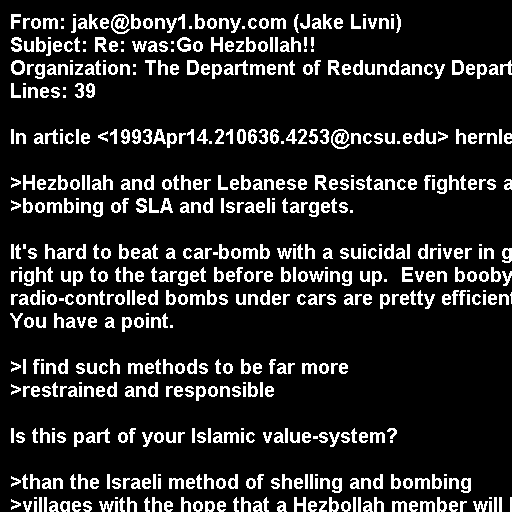 From: jake@bony1.bony.com (Jake Livni)
Subject: Re: was:Go Hezbollah!!
Organization: The Department of Redundancy Depart
Lines: 39

In article <1993Apr14.210636.4253@ncsu.edu> hernle

>Hezbollah and other Lebanese Resistance fighters a
>bombing of SLA and Israeli targets.

It's hard to beat a car-bomb with a suicidal driver in g
right up to the target before blowing up.  Even booby
radio-controlled bombs under cars are pretty efficient
You have a point.

>I find such methods to be far more
>restrained and responsible

Is this part of your Islamic value-system?

>than the Israeli method of shelling and bombing
>villages with the hope that a Hezbollah member will